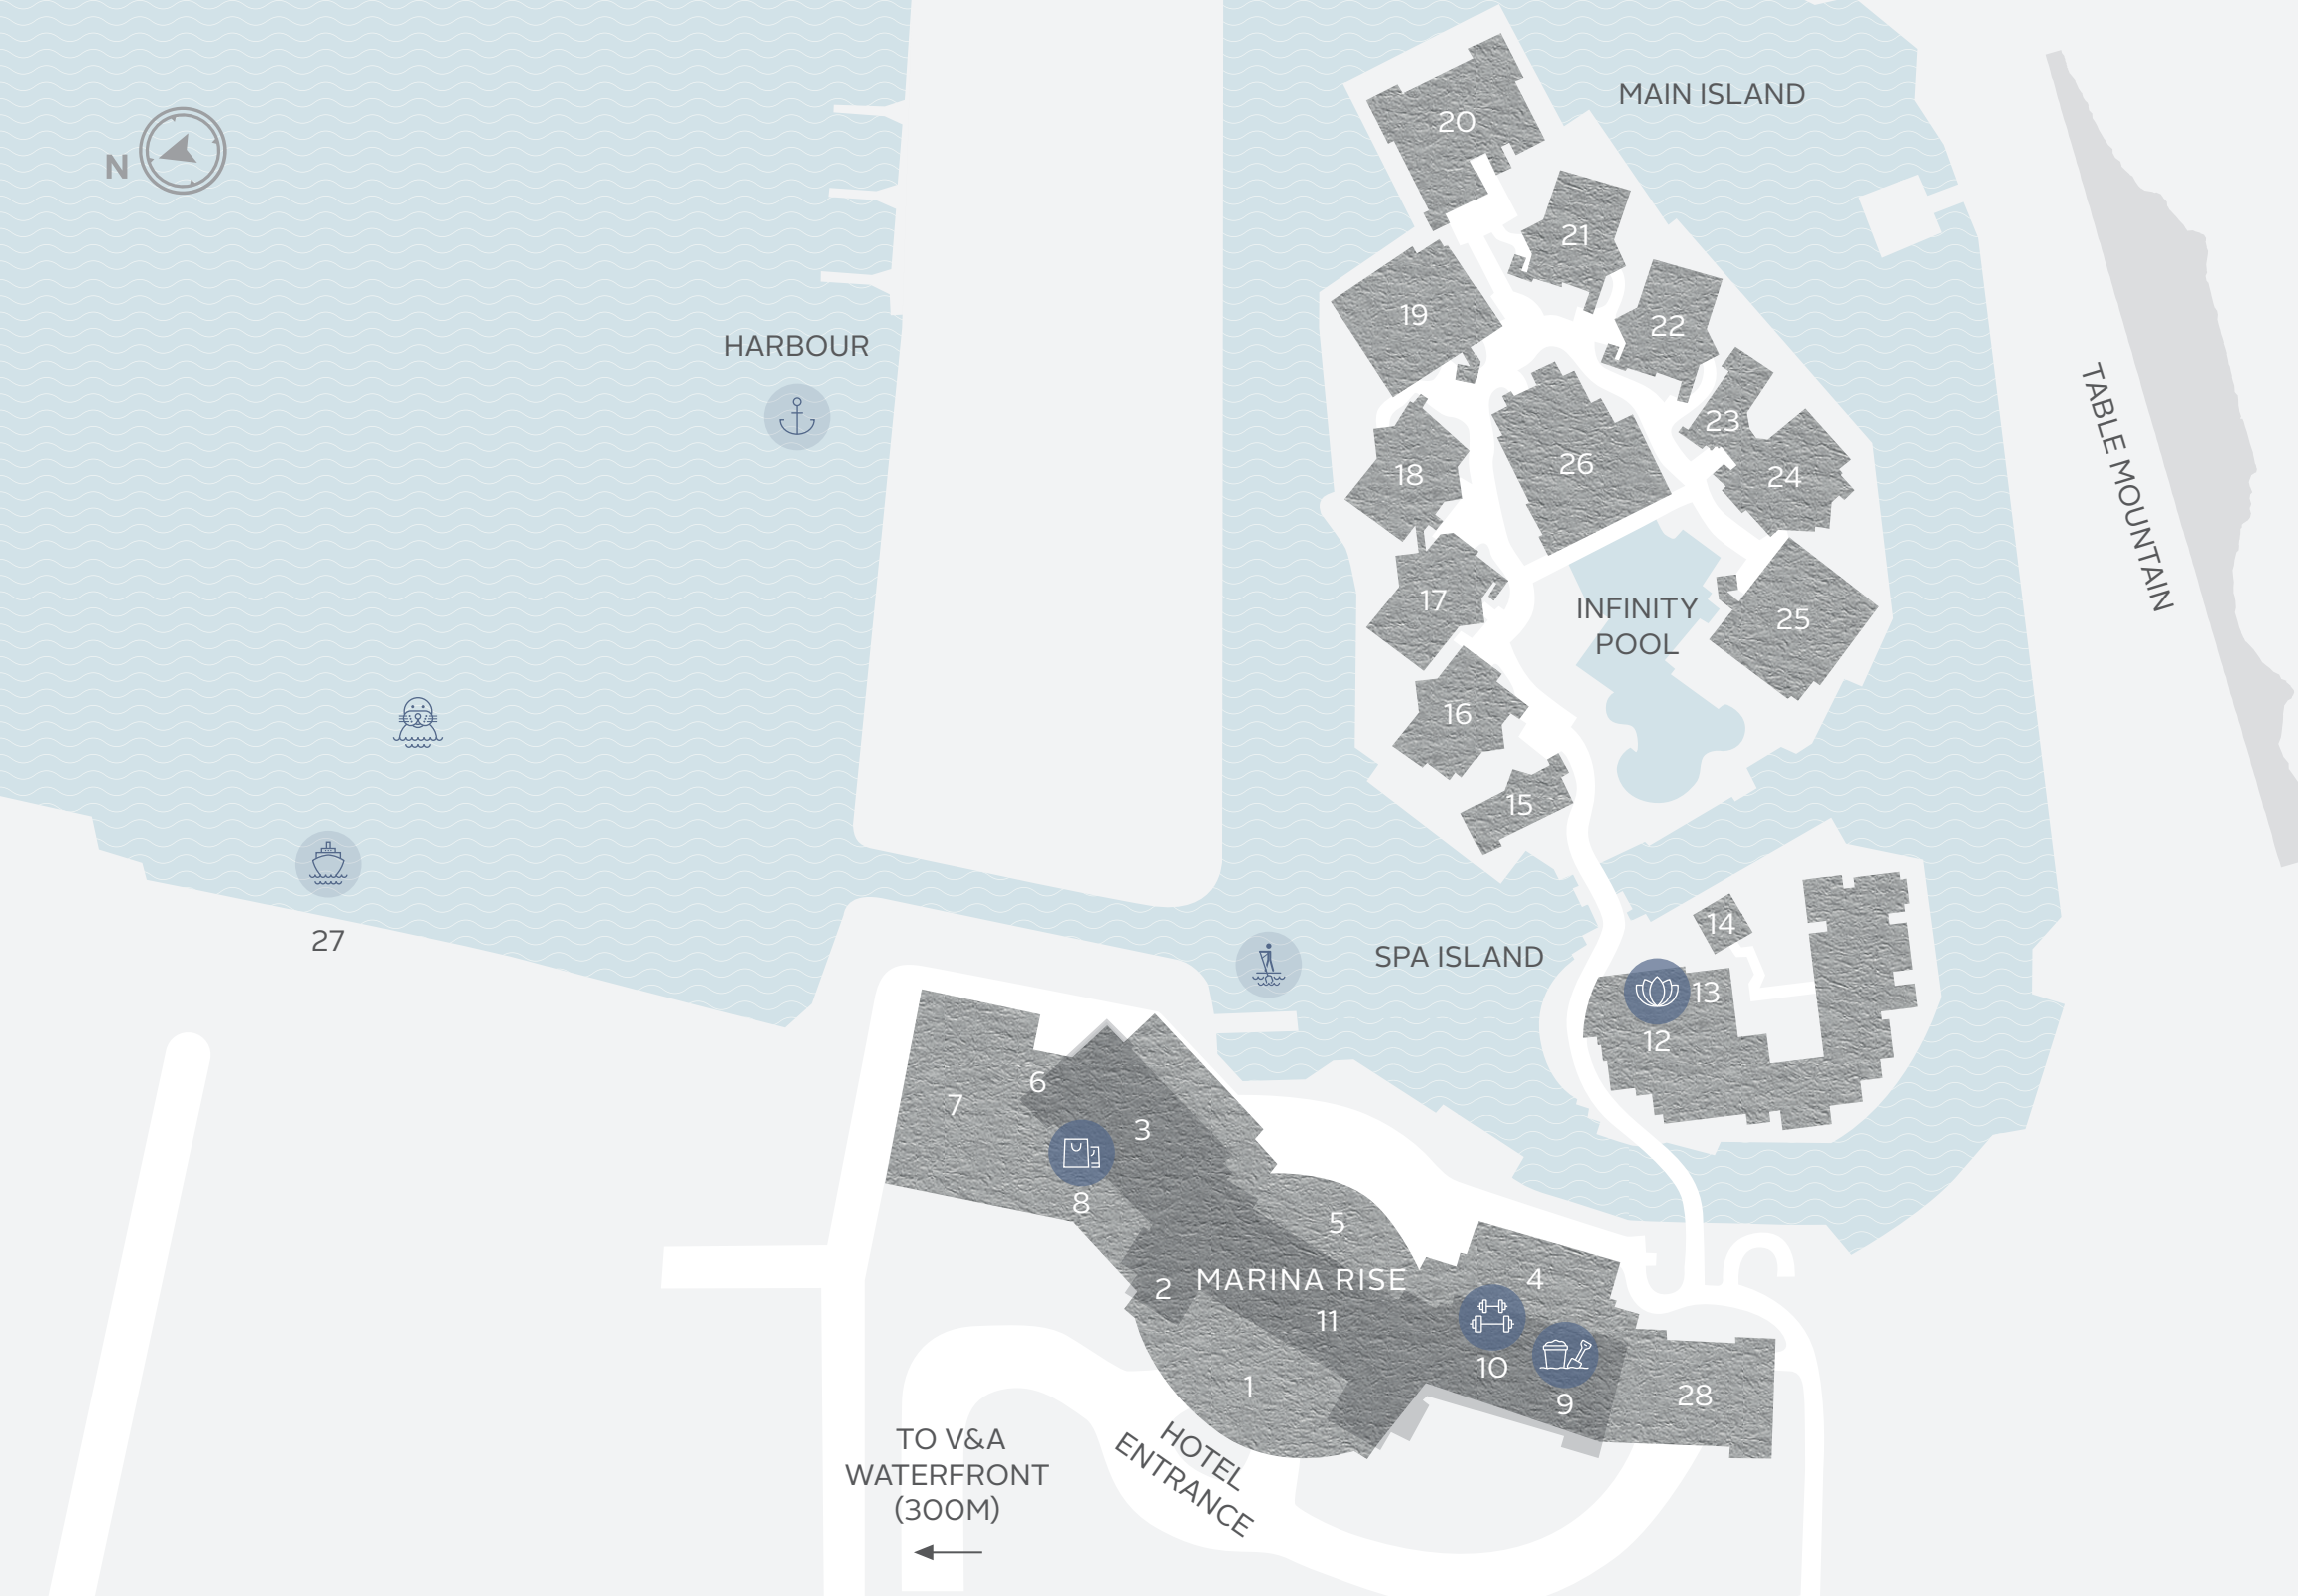 MAIN ISLAND
20
N
21
19
22
HARBOUR
TABLE MOUNTAIN
23
26
18
24
17
INFINITY
POOL
25
16
15
14
27
SPA ISLAND
13
12
6
7
3
8
5
MARINA RISE
4
2
11
10
1
9
28
TO V&A
WATERFRONT
(300M)
HOTEL
ENTRANCE